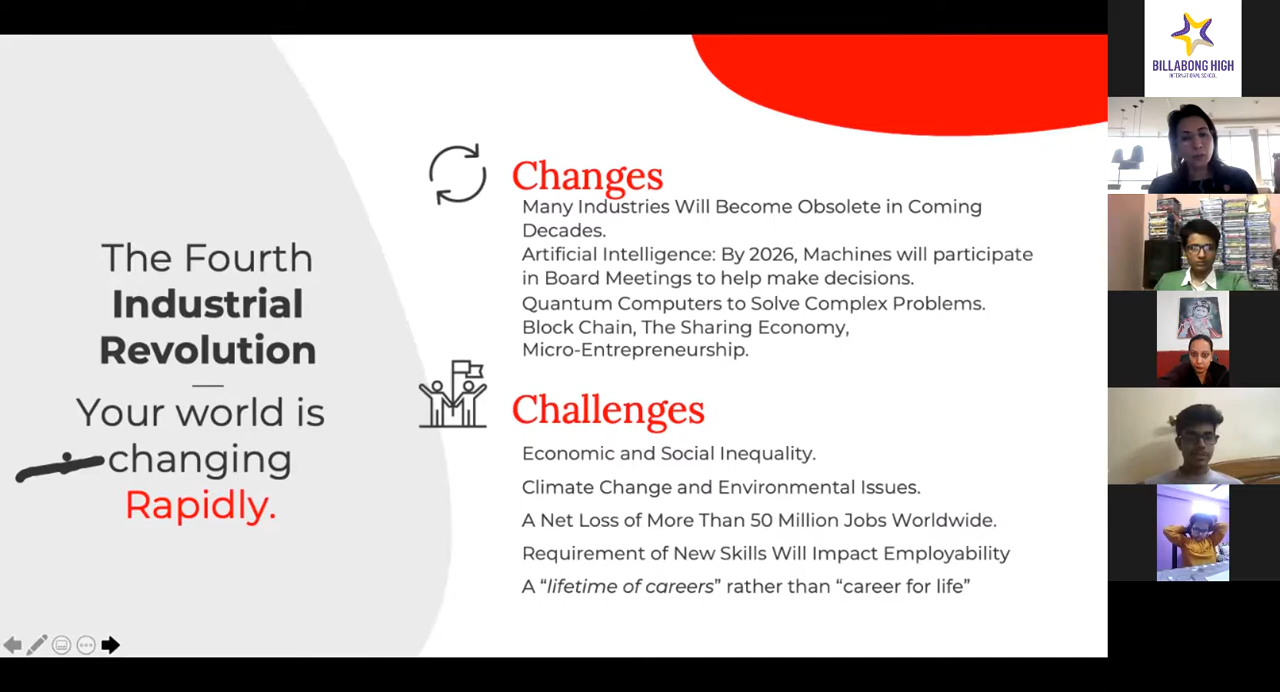 The Fourth
Industrial
Revolution
Your world is
changing
Rapidly.
Changes
Many Industries Will Become Obsolete in Coming
Decades.
Artificial Intelligence: By 2026, Machines will participate
in Board Meetings to help make decisions.
Quantum Computers to Solve Complex Problems.
Block Chain, The Sharing Economy,
Micro-Entrepreneurship.
Challenges
Economic and Social Inequality.
Climate Change and Environmental Issues.
A Net Loss of More Than 50 Million Jobs Worldwide.
Requirement of New Skills Will Impact Employability
A “lifetime of careers” rather than “career for life”
BILLABONG HIGH
INTERNATIONAL SCHOOL